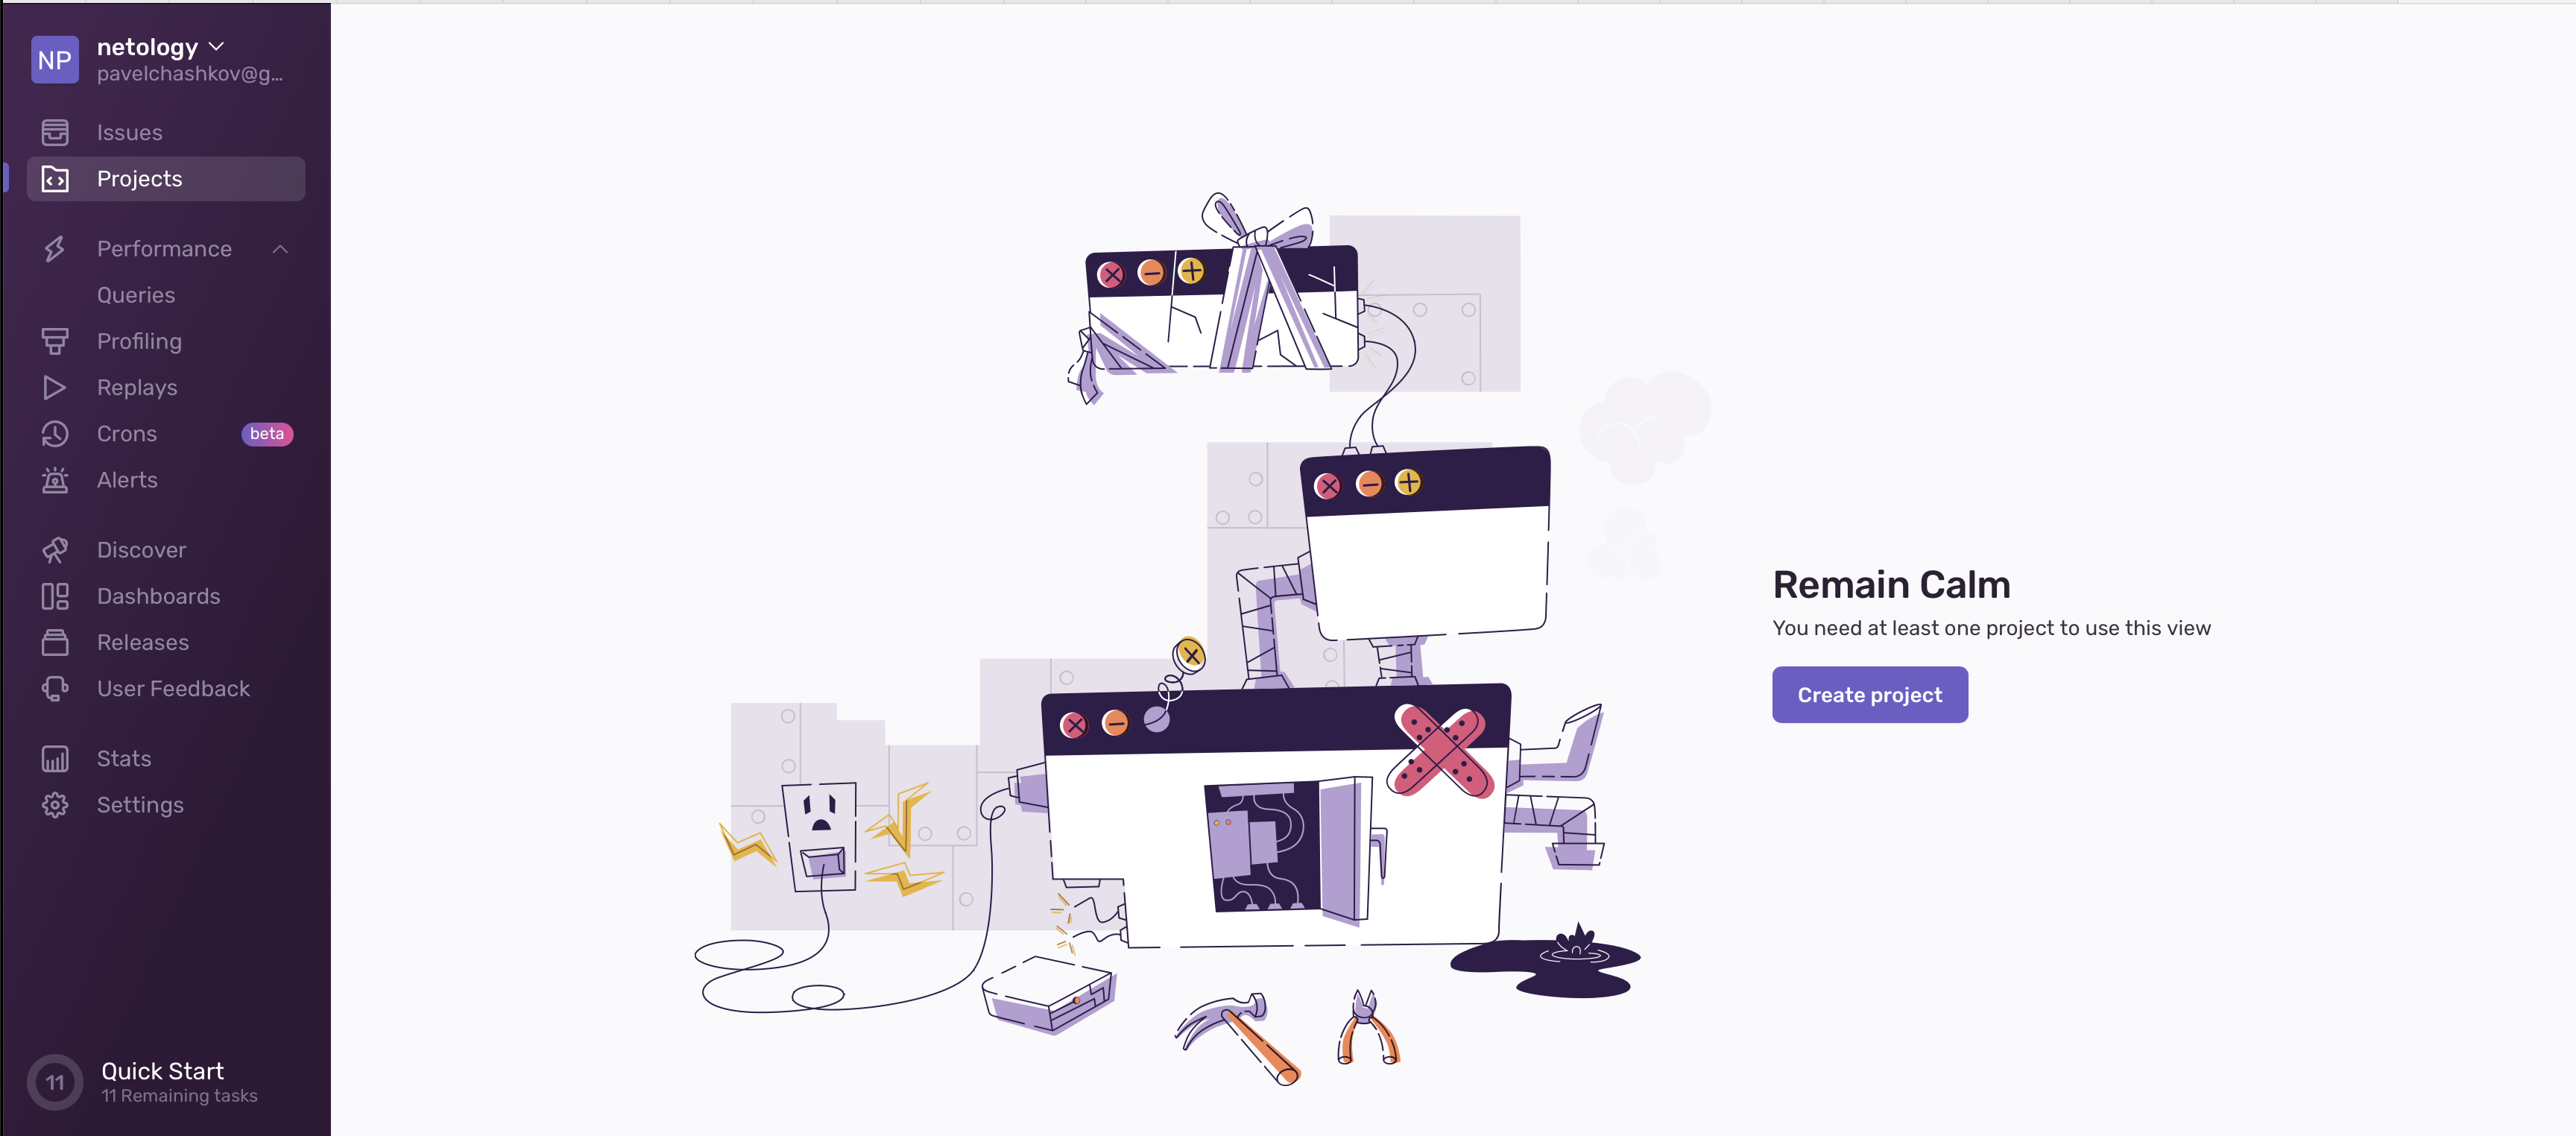 NP
netology
pavelchashkov@g...
Issues
Projects
Performance
Queries
Profiling
Replays
Crons
beta
Alerts
Discover
Dashboards
Releases
User Feedback
Stats
Settings
11
Quick Start
11 Remaining tasks
Remain Calm
You need at least one project to use this view
Create project